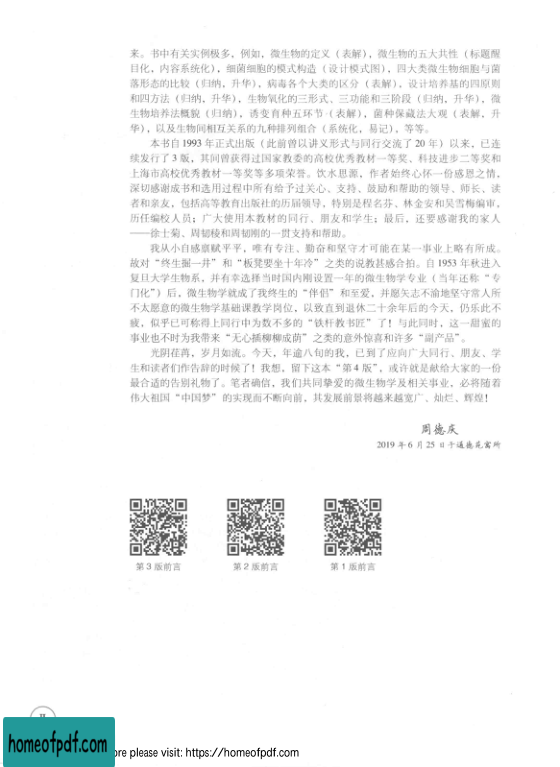 来。书中有关实例极多，例如，微生物的定义（表解），微生物的五大共性（标题醒
目化、内容系统化），细菌细胞的模式构造（设计模式图），四大类微生物细胞与菌
落形态的比较（归纳，升华），病毒各个大类的区分（表解），设计培养基的四原则
和四方法（归纳，升华），生物氧化的三形式、三功能和三阶段（归纳，升华），微
生物培养法概貌（归纳），诱变育种五环节（表解），菌种保藏法大观（表解，升
华），以及生物间相互关系的九种排列组合（系统化，易记），等等。
本书自1993年正式出版（此前曾以讲义形式与同行交流了20年）以来，已连
续发行了3版，其间曾获得过国家教委的高校优秀教材一等奖、科技进步二等奖和
上海市高校优秀教材一等奖等多项荣誉。饮水思源，作者始终心怀一份感恩之情，
深切感谢成书和选用过程中所有给予过关心、支持、鼓励和帮助的领导、师长、读
者和亲友，包括高等教育出版社的历届领导，特别是程名芬、林金安和吴雪梅编审，
历任编校人员；广大使用本教材的同行、朋友和学生；最后，还要感谢我的家人
——徐士菊、周韧稜和周韧刚的一贯支持和帮助。
我从小自感禀赋平平，唯有专注、勤奋和坚守才可能在某一事业上略有所成。
故对“终生掘一井”和“板凳要坐十年冷”之类的说教甚感合拍。自1953年秋进入
复旦大学生物系，并有幸选择当时国内刚设置一年的微生物学专业（当年还称“专
门化”）后，微生物学就成了我终生的“伴侣”和至爱，并愿矢志不渝地坚守常人所
不太愿意的微生物学基础课教学岗位，以致直到退休二十余年后的今天，仍乐此不
疲，似乎已可称得上同行中为数不多的“铁杆教书匠”了！与此同时，这一甜蜜的
事业也不时为我带来“无心插柳柳成荫”之类的意外惊喜和许多“副产品”。
光阴荏苒，岁月如流。今天，年逾八旬的我，已到了应向广大同行、朋友、学
生和读者们作告辞的时候了！我想，留下这本“第4版”，或许就是献给大家的一份
最合适的告别礼物了。笔者确信，我们共同挚爱的微生物学及相关事业，必将随着
伟大祖国“中国梦”的实现而不断向前，其发展前景将越来越宽广、灿烂、辉煌！
周德庆
2019年6月25日于通德花寓所
第3版前言 第2版前言 第1版前言
II
homeofpdf.com
ore please visit: https://homeofpdf.com